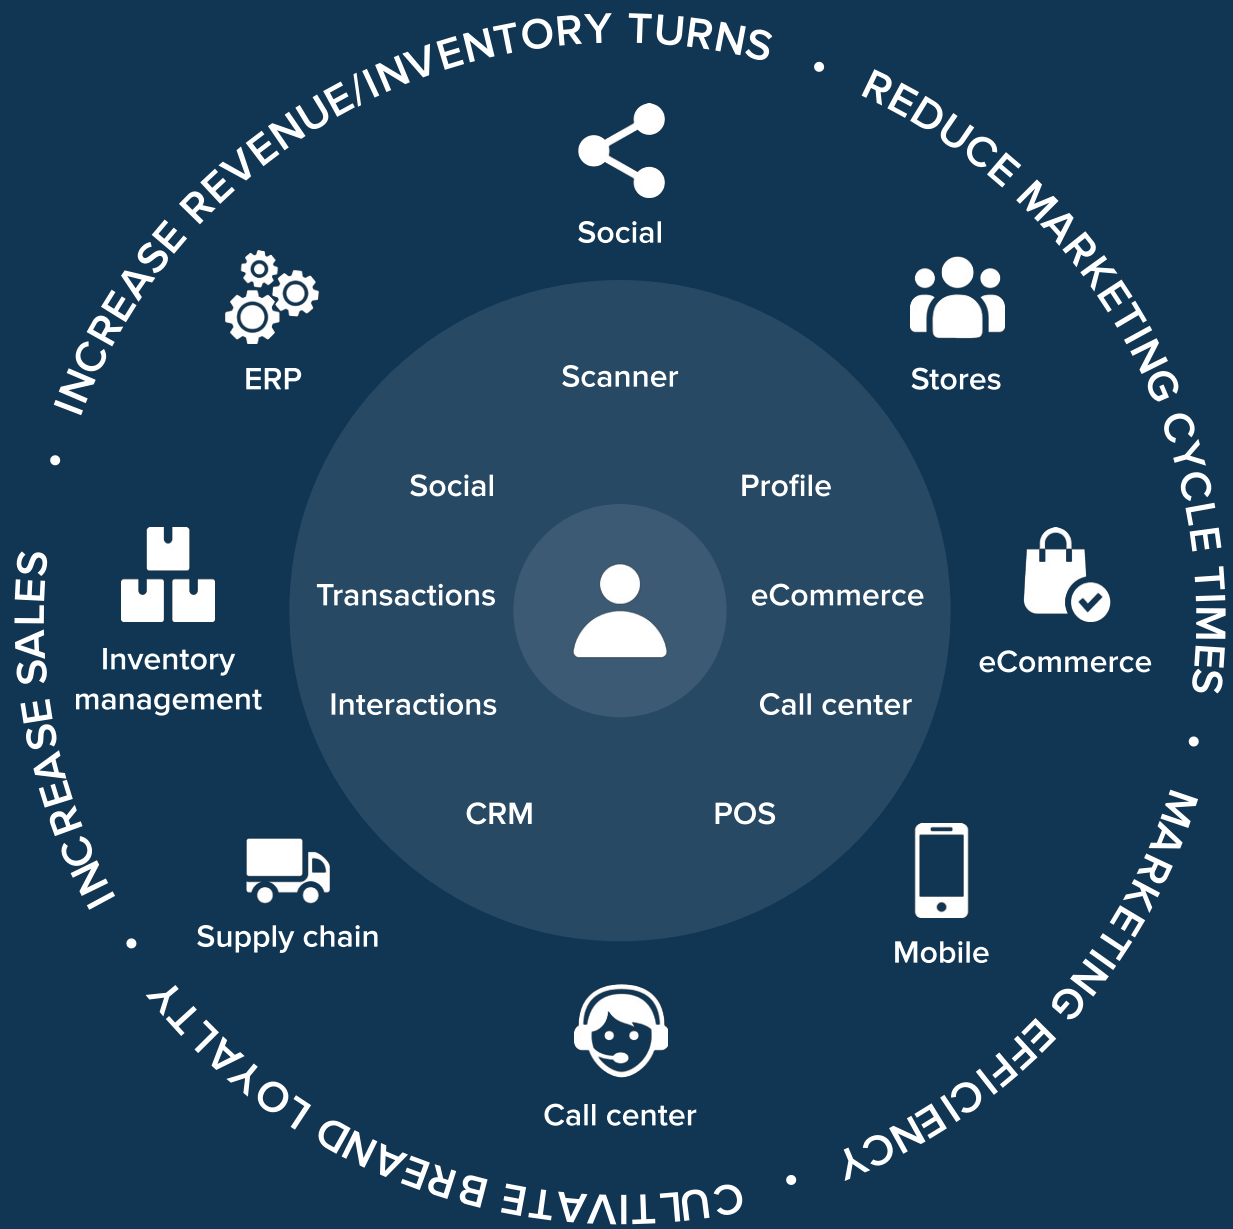 INCREASE REVENUE/INVENTORY TURNS
•
REDUCE MARKETING CYCLE TIMES
•
MARKETING EFFICIENCY
•
CULTIVATE BREAND LOYALTY
•
INCREASE SALES
•
Social
Stores
eCommerce
Mobile
Call center
Supply chain
Inventory
management
ERP
Scanner
Profile
eCommerce
Call center
POS
CRM
Interactions
Transactions
Social